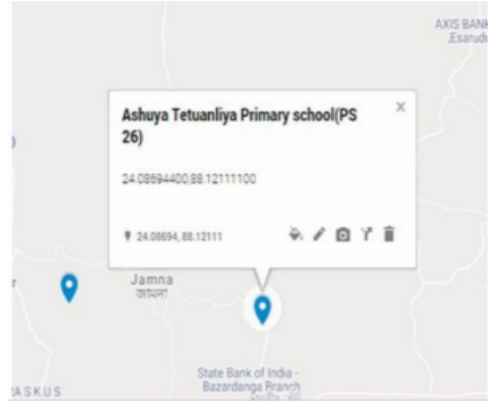 AXIS BANK
,Esarud
Ashuya Tetuanliya Primary school(PS
26)
24.08694400,88.12111100
24.08694, 88.12111
Jamna
জামনা
State Bank of India -
Bazardanga Branch
ASKUS